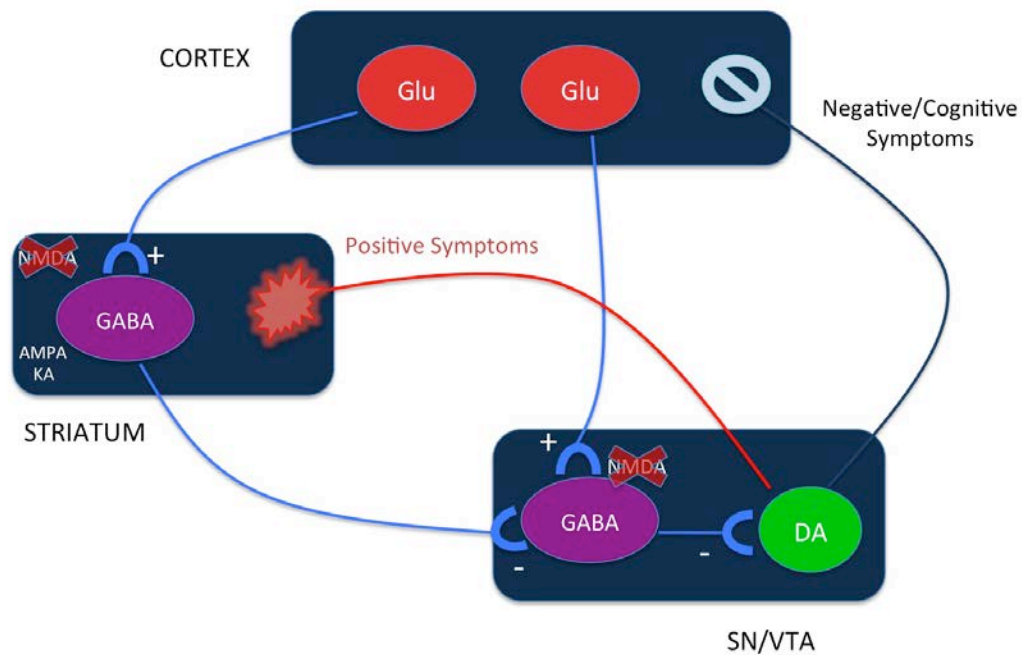 CORTEX
Glu
Glu
Negative/Cognitive
Symptoms
NMDA
+
Positive Symptoms
GABA
AMPA
KA
STRIATUM
+
NMDA
GABA
DA
-
-
SN/VTA